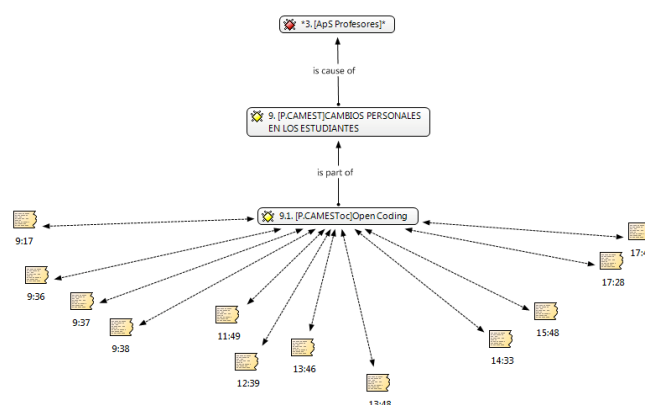 *3. [ApS Profesores]*
is cause of
9. [P.CAMEST]CAMBIOS PERSONALES
EN LOS ESTUDIANTES
is part of
9.1. [P.CAMESToc]Open Coding
9:17
9:36
9:37
9:38
11:49
12:39
13:46
13:48
14:33
15:48
17:28